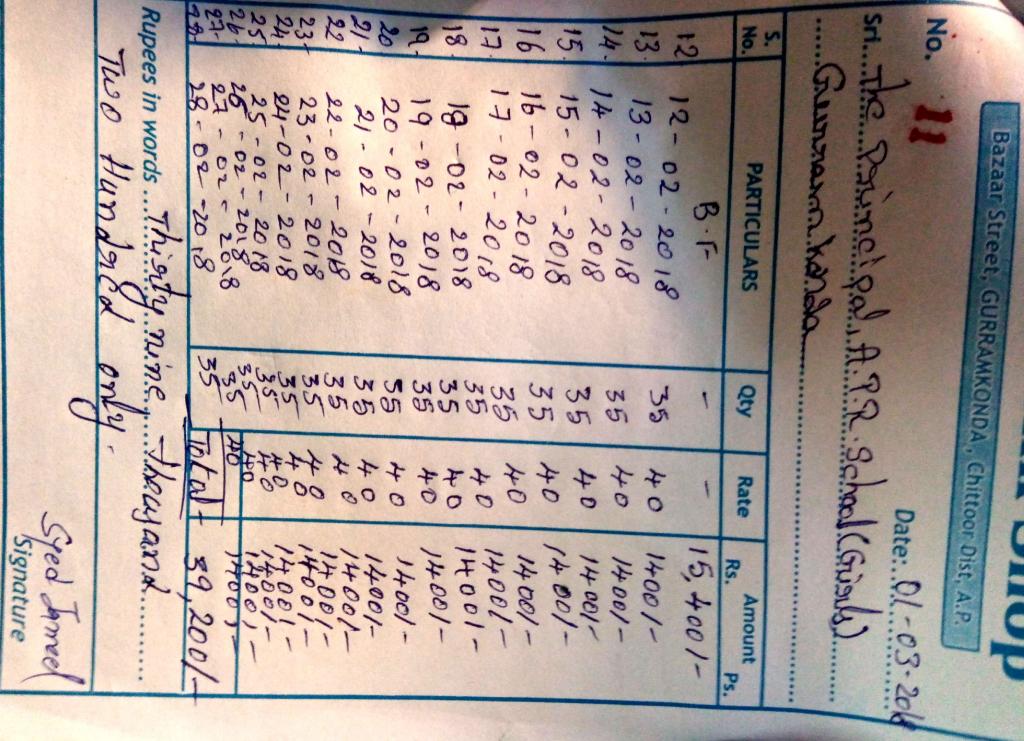 Shop
Bazaar Street, GURRAMKONDA, Chittoor Dist. A.P.
No. 11 Date: 01-03-2018
Sri. The Principal, A.P.R. School (Girls)
Gurramkonda
S. No. PARTICULARS Qty Rate Amount Rs. Ps.
B.F - - 15,400/-
12 12-02-2018 35 40 1400/-
13 13-02-2018 35 40 1400/-
14. 14-02-2018 35 40 1400/-
15. 15-02-2018 35 40 1400/-
16 16-02-2018 35 40 1400/-
17. 17-02-2018 35 40 1400/-
18. 18-02-2018 35 40 1400/-
19. 19-02-2018 35 40 1400/-
20 20-02-2018 35 40 1400/-
21. 21-02-2018 35 40 1400/-
22 22-02-2018 35 40 1400/-
23. 23-02-2018 35 40 1400/-
24. 24-02-2018 35 40 1400/-
25. 25-02-2018 35 40 1400/-
26. 26-02-2018 35 40 1400/-
27. 27-02-2018 35 40 1400/-
28. 28-02-2018 35 40 1400/-
Total - 39,200/-
Rupees in words Thirty nine Thousand
Two Hundred only.
Syed Jameel
Signature